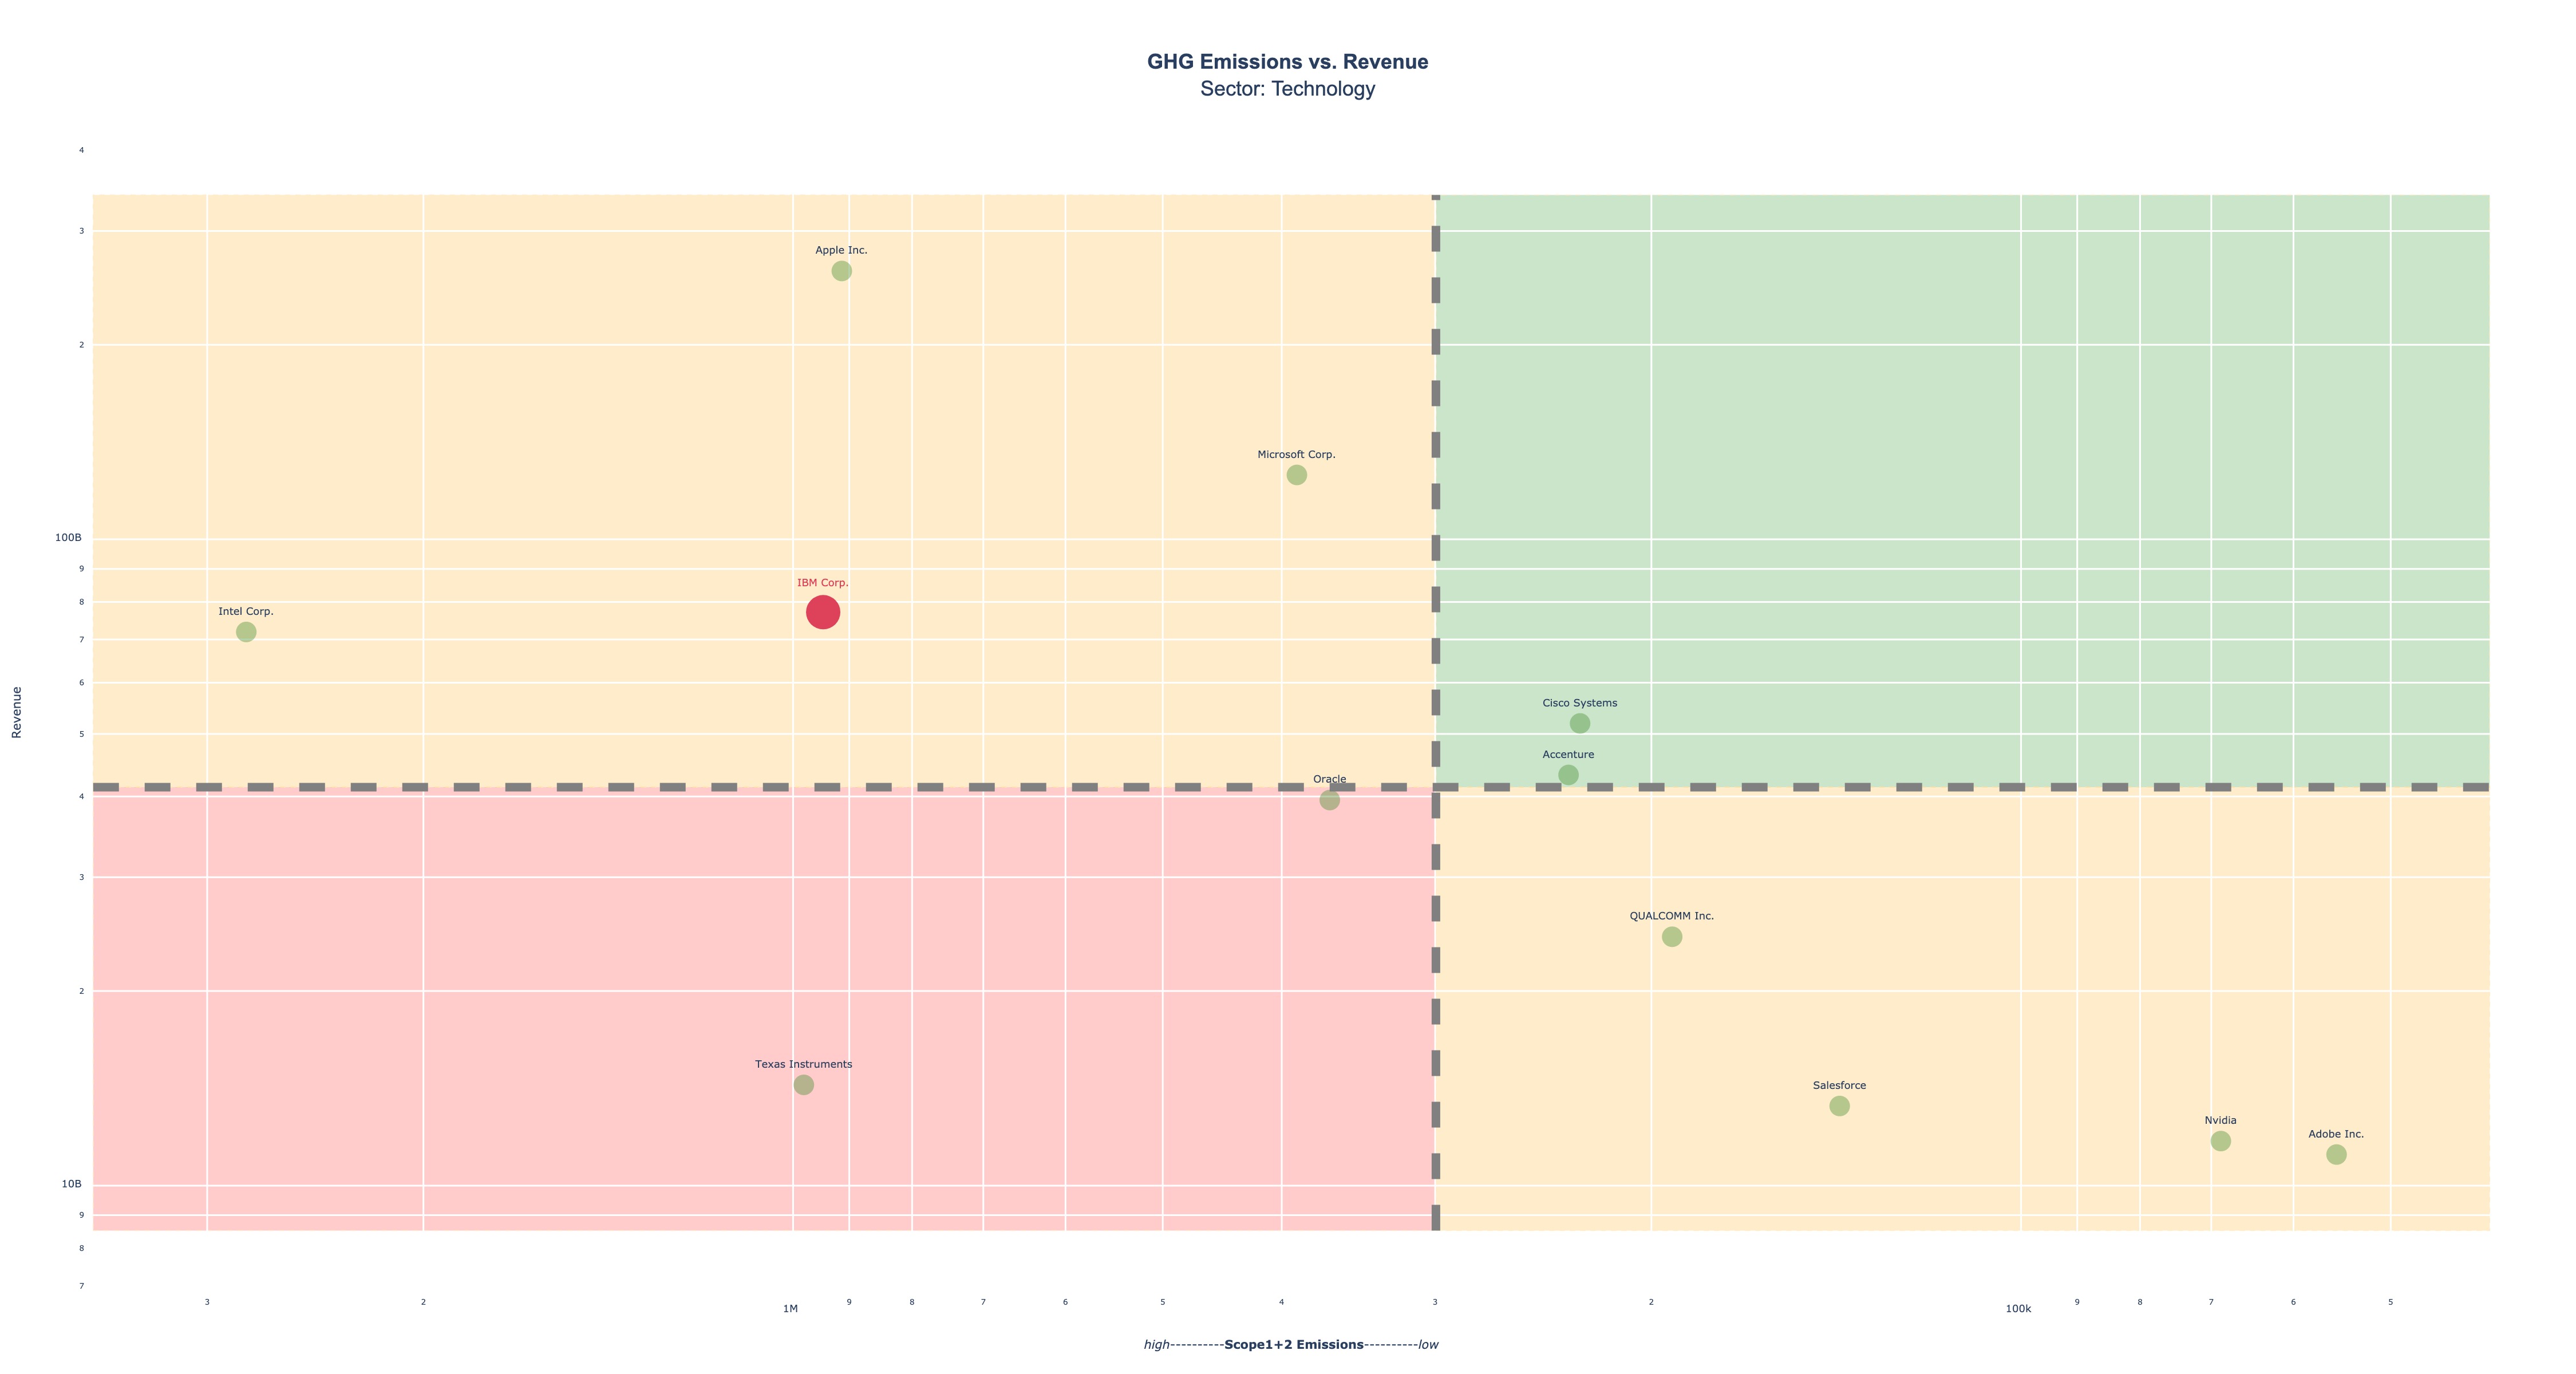 GHG Emissions vs. Revenue
Sector: Technology
4
3
Apple Inc.
2
Microsoft Corp.
100B
9
IBM Corp.
8
Intel Corp.
7
6
Revenue
Cisco Systems
5
Accenture
Oracle
4
3
QUALCOMM Inc.
2
Texas Instruments
Salesforce
Nvidia
Adobe Inc.
10B
9
8
7
3 2 1M 9 8 7 6 5 4 3 2 100k 9 8 7 6 5
high----------Scope1+2 Emissions----------low